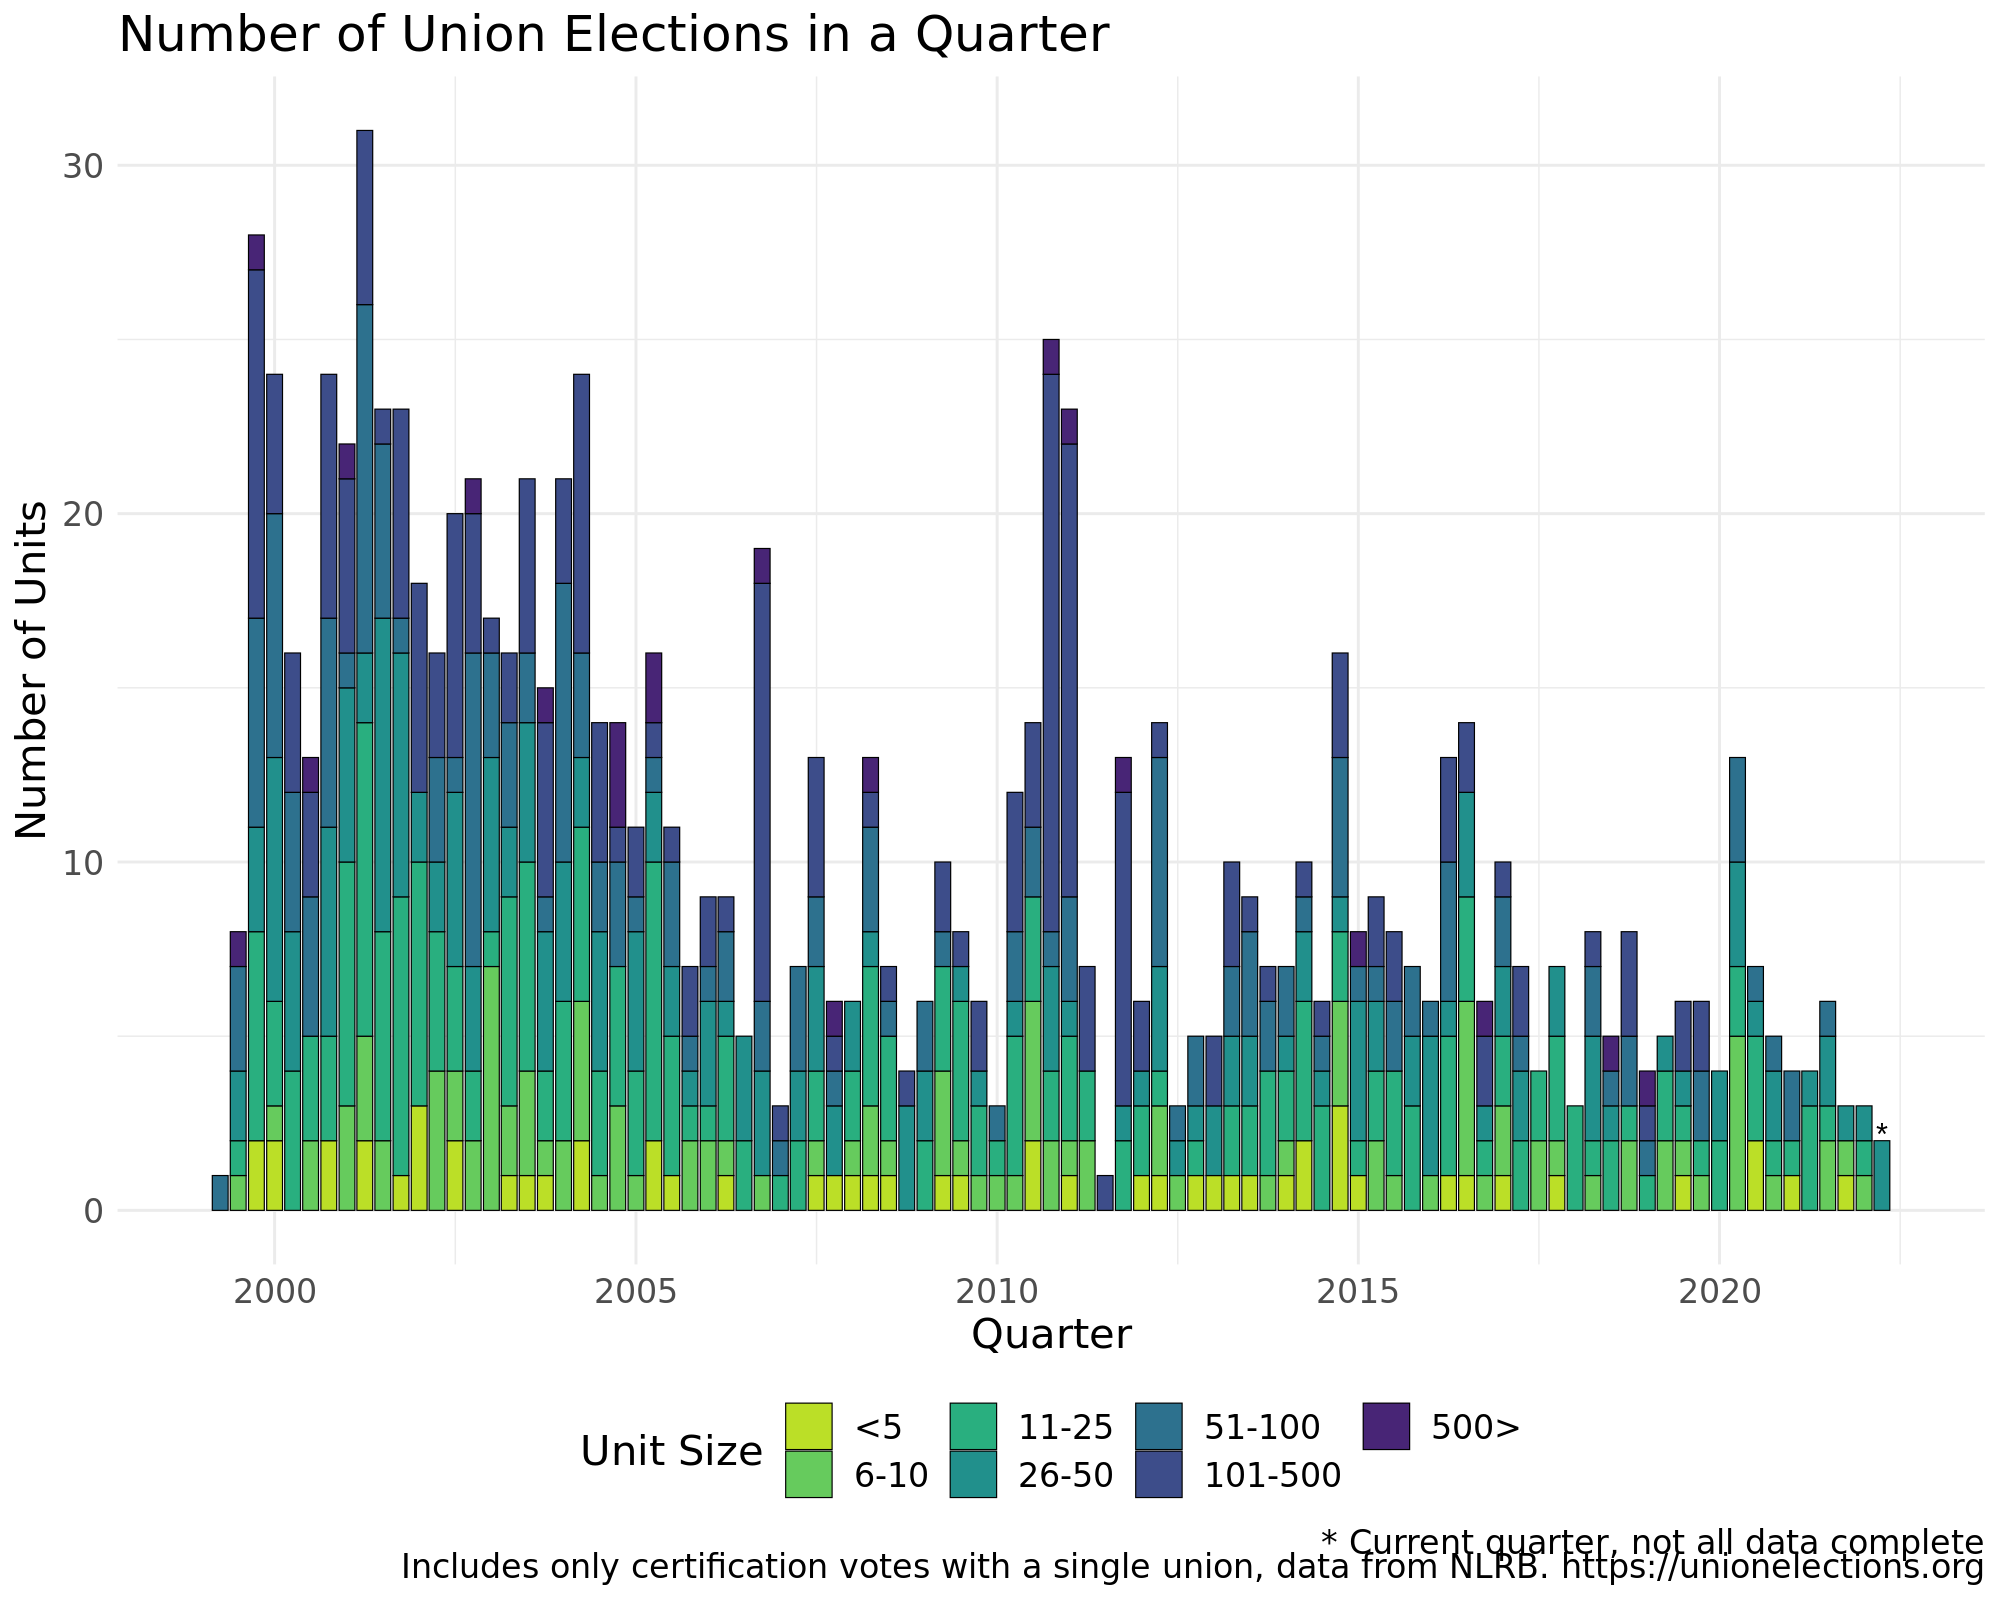 Number of Union Elections in a Quarter
Number of Units
30
20
10
0
*
2000 2005 2010 2015 2020
Quarter
Unit Size
<5 11-25 51-100 500>
6-10 26-50 101-500
* Current quarter, not all data complete
Includes only certification votes with a single union, data from NLRB. https://unionelections.org